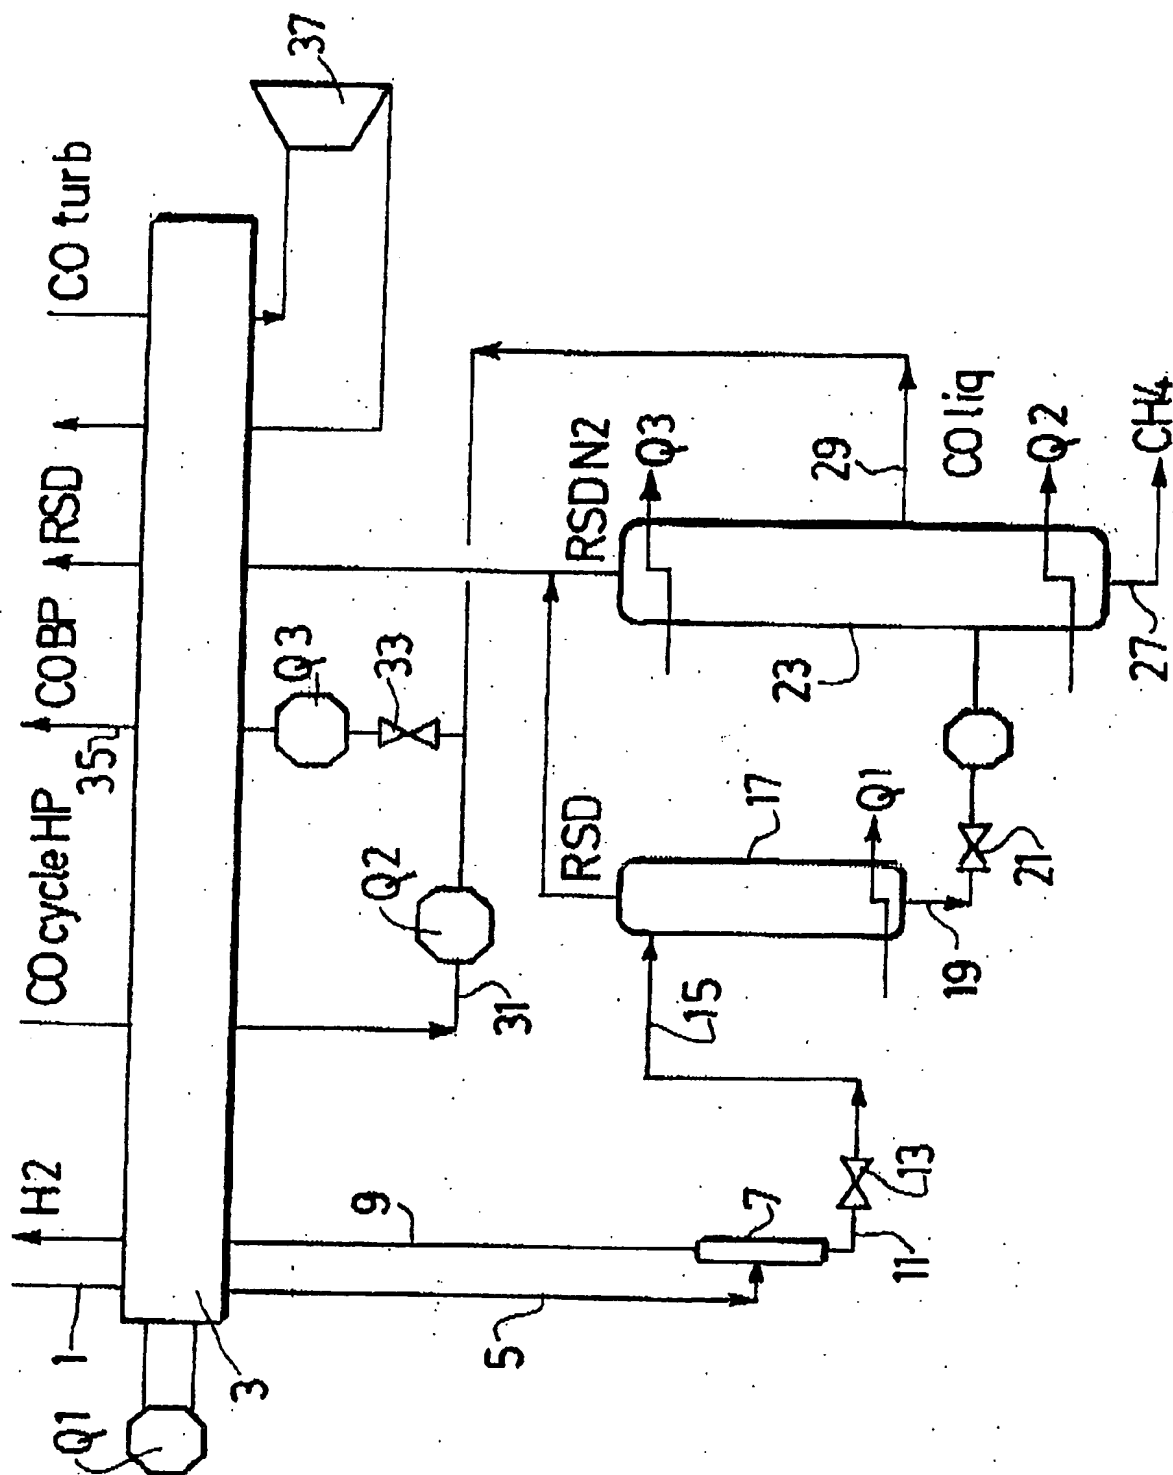 37
CO turb
RSD
CO BP
35
CO cycle HP
H2
1
Q1
3
Q3
33
Q2
31
9
5
7
11
13
15
RSD
17
Q1
19
21
RSD N2
Q3
29
CO liq
23
Q2
27
CH4